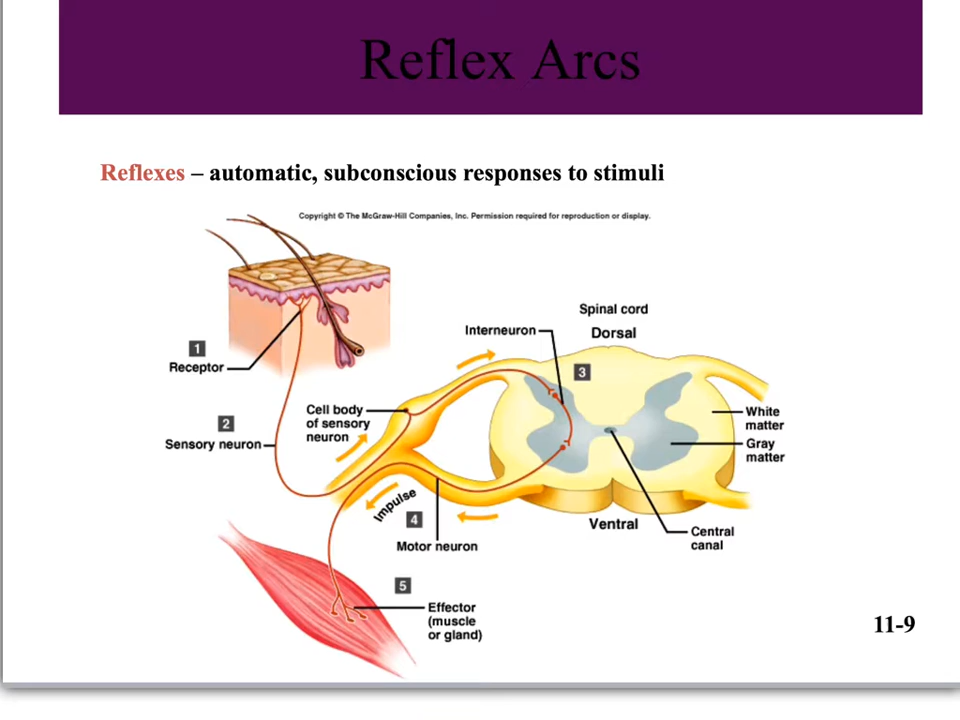 Reflex Arcs
Reflexes – automatic, subconscious responses to stimuli
Copyright © The McGraw-Hill Companies, Inc. Permission required for reproduction or display.
Spinal cord
Interneuron
Dorsal
1
Receptor
3
2
Sensory neuron
Cell body
of sensory
neuron
White
matter
Gray
matter
Impulse
4
Motor neuron
Ventral
Central
canal
5
Effector
(muscle
or gland)
11-9